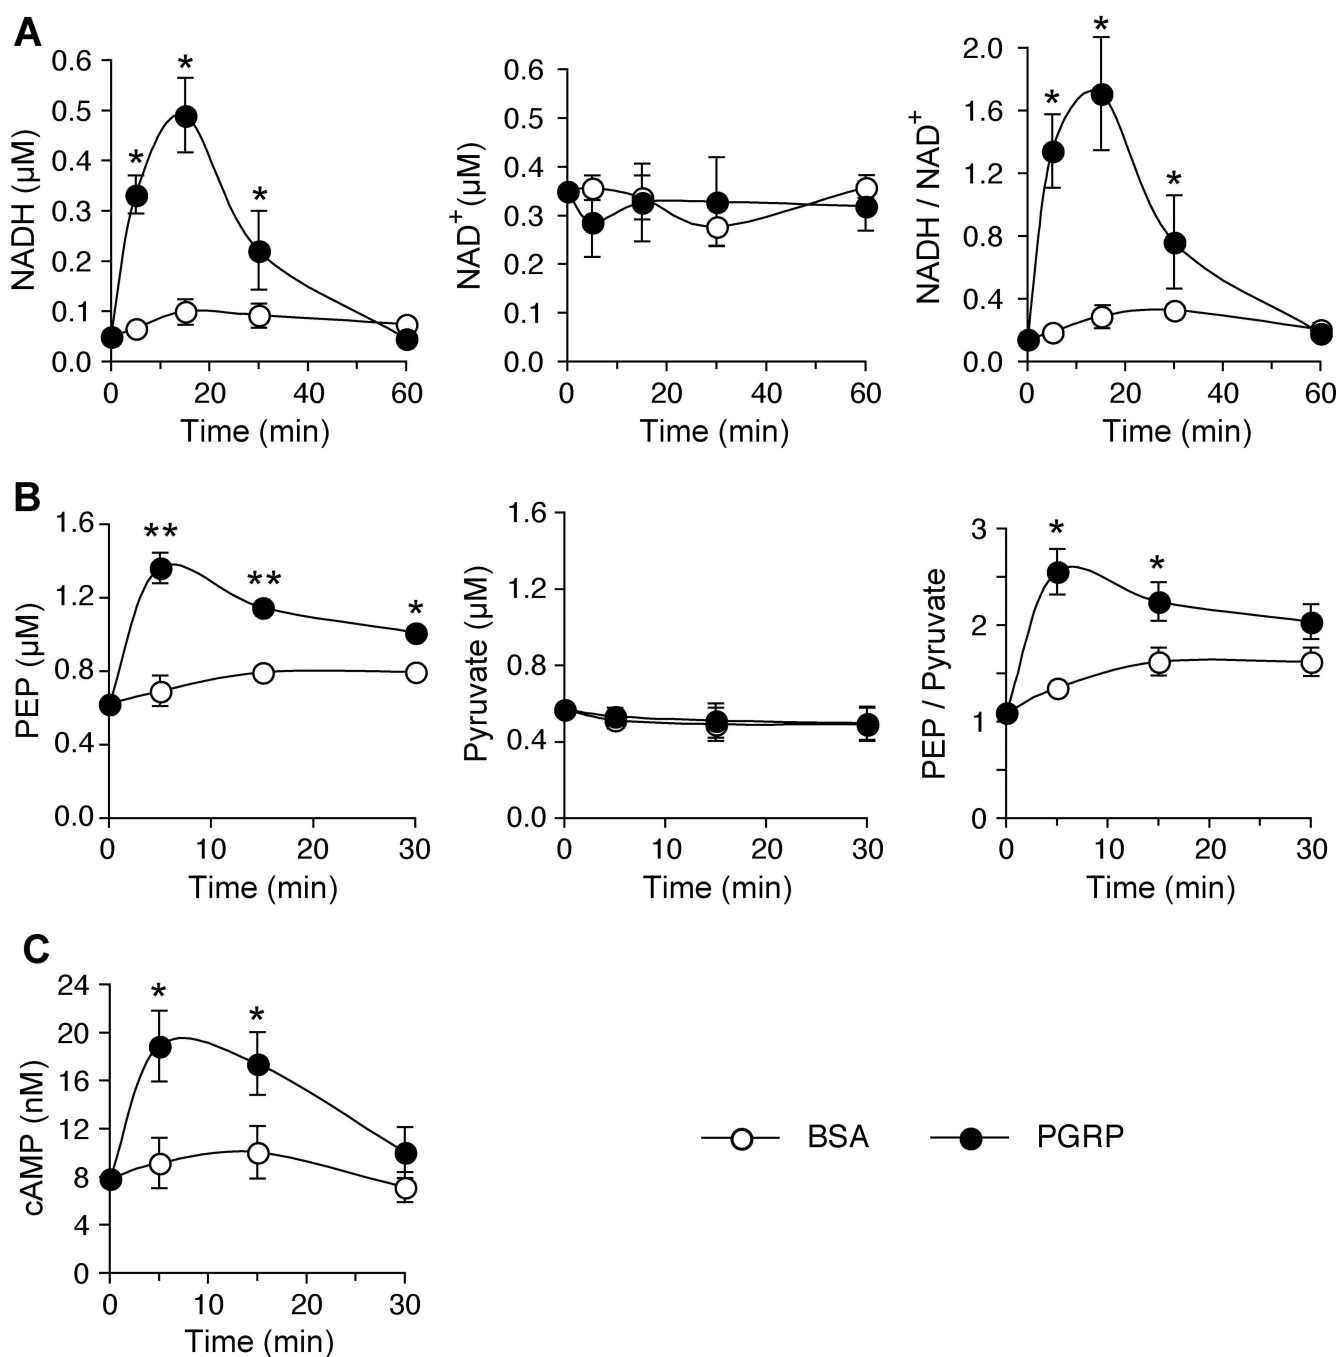 A
NADH (µM)
0.6
0.5
0.4
0.3
0.2
0.1
0.0
* * *
0 20 40 60
Time (min)
NAD+ (µM)
0.6
0.5
0.4
0.3
0.2
0.1
0.0
0 20 40 60
Time (min)
NADH / NAD+
2.0
1.6
1.2
0.8
0.4
0.0
* * *
0 20 40 60
Time (min)
B
PEP (µM)
1.6
1.2
0.8
0.4
0.0
** ** *
0 10 20 30
Time (min)
Pyruvate (µM)
1.6
1.2
0.8
0.4
0.0
0 10 20 30
Time (min)
PEP / Pyruvate
3
2
1
0
* *
0 10 20 30
Time (min)
C
cAMP (nM)
24
20
16
12
8
4
0
* *
0 10 20 30
Time (min)
BSA PGRP